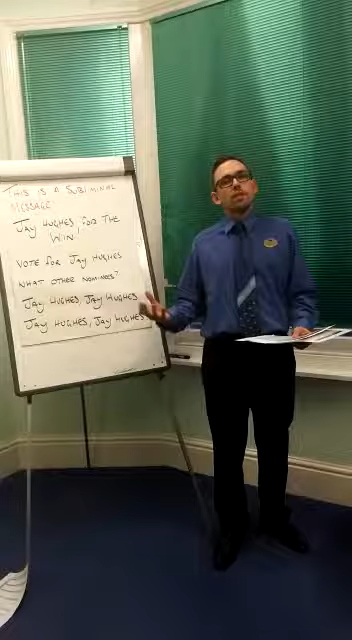 THIS IS A SUBLIMINAL
MESSAGE
JAY HUGHES, FOR THE
WIN,
VOTE FOR JAY HUGHES
WHAT OTHER NOMINEES?
JAY HUGHES, JAY HUGHES
JAY HUGHES, JAY HUGHES